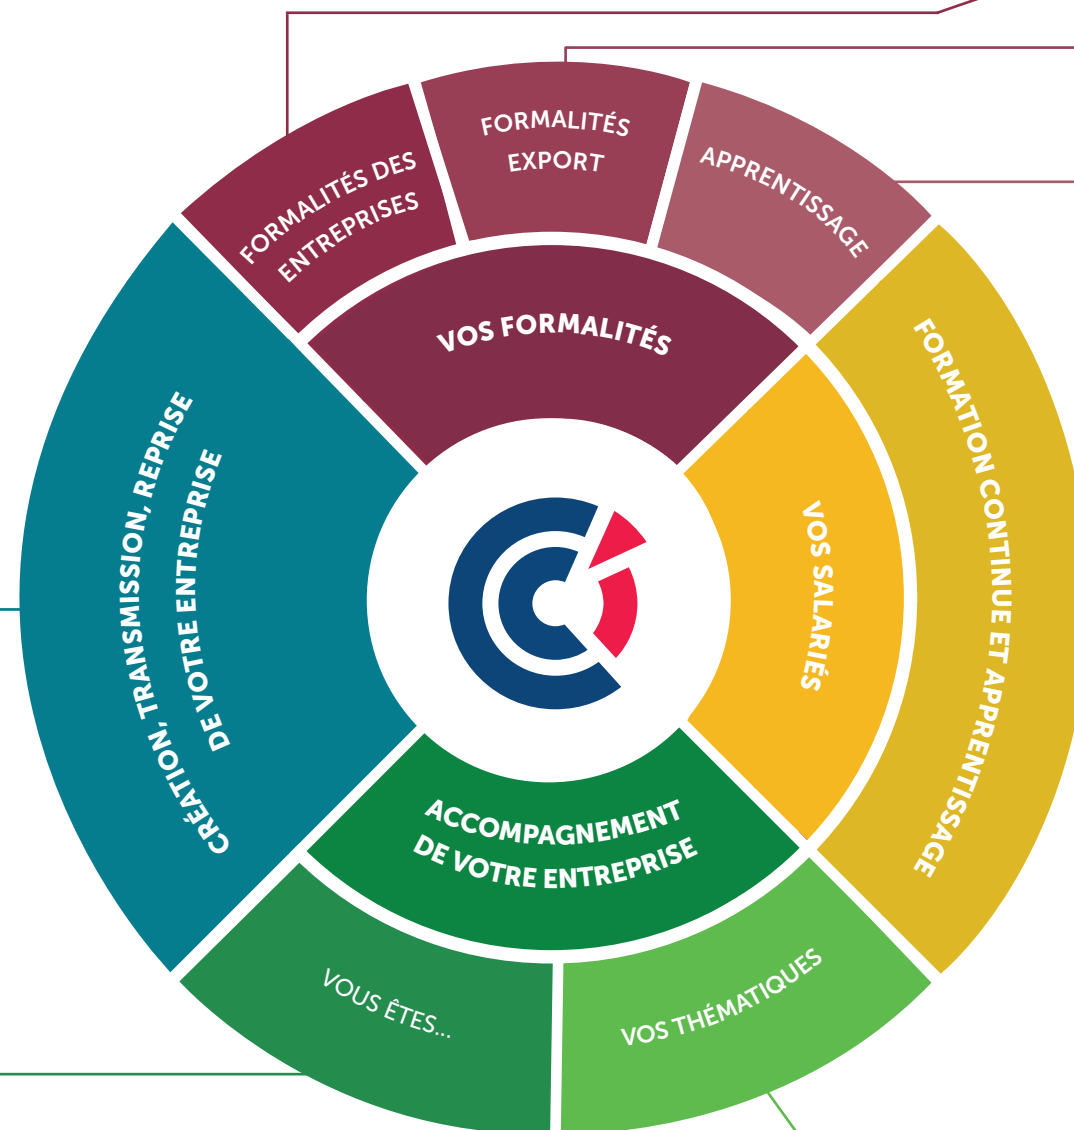 FORMALITÉS DES
ENTREPRISES
FORMALITÉS
EXPORT
APPRENTISSAGE
VOS FORMALITÉS
CRÉATION, TRANSMISSION, REPRISE
DE VOTRE ENTREPRISE
VOS SALARIÉS
FORMATION CONTINUE ET APPRENTISSAGE
ACCOMPAGNEMENT
DE VOTRE ENTREPRISE
VOUS ÊTES...
VOS THÉMATIQUES